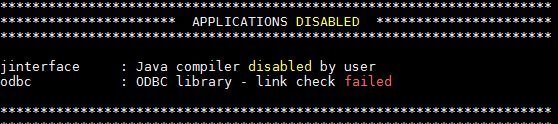 *********************************************************************
**********************  APPLICATIONS DISABLED  **********************
*********************************************************************
jinterface     : Java compiler disabled by user
odbc           : ODBC library - link check failed
*********************************************************************
*********************************************************************